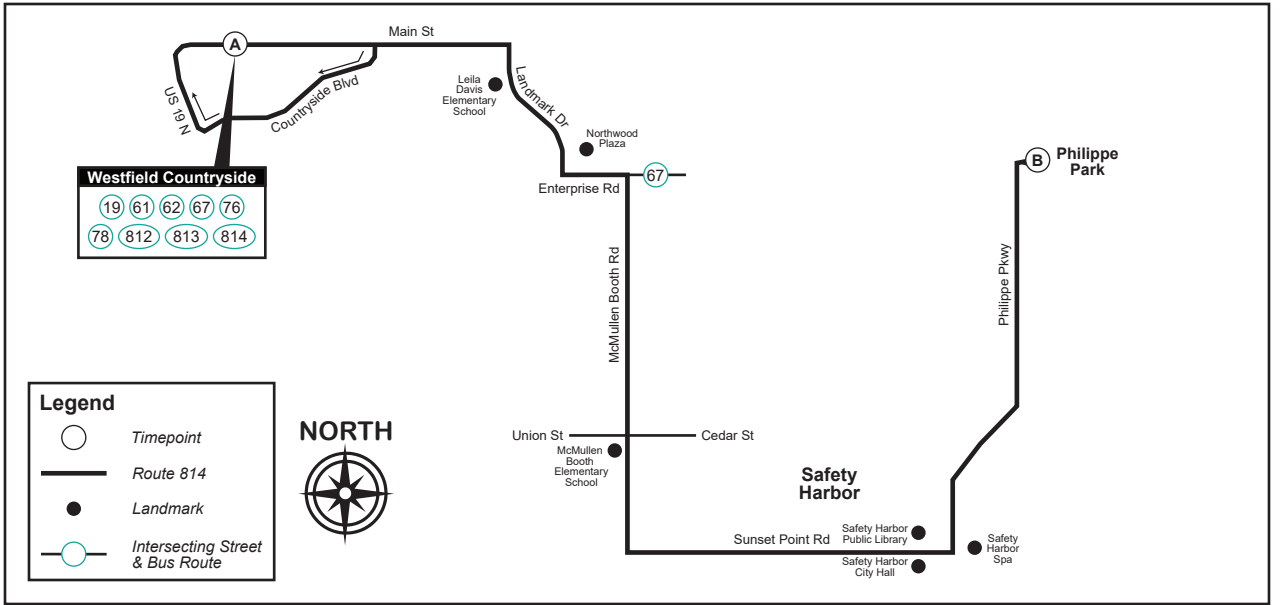 Main St
A
Leila
Davis
Elementary
School
Landmark Dr
US 19 N
Countryside Blvd
Northwood
Plaza
Westfield Countryside
19 61 62 67 76
78 812 813 814
Enterprise Rd
67
B
Philippe
Park
McMullen Booth Rd
Philippe Pkwy
Legend
Timepoint
Route 814
Landmark
Intersecting Street
& Bus Route
NORTH
Union St
Cedar St
McMullen
Booth
Elementary
School
Safety
Harbor
Sunset Point Rd
Safety Harbor
Public Library
Safety Harbor
City Hall
Safety
Harbor
Spa